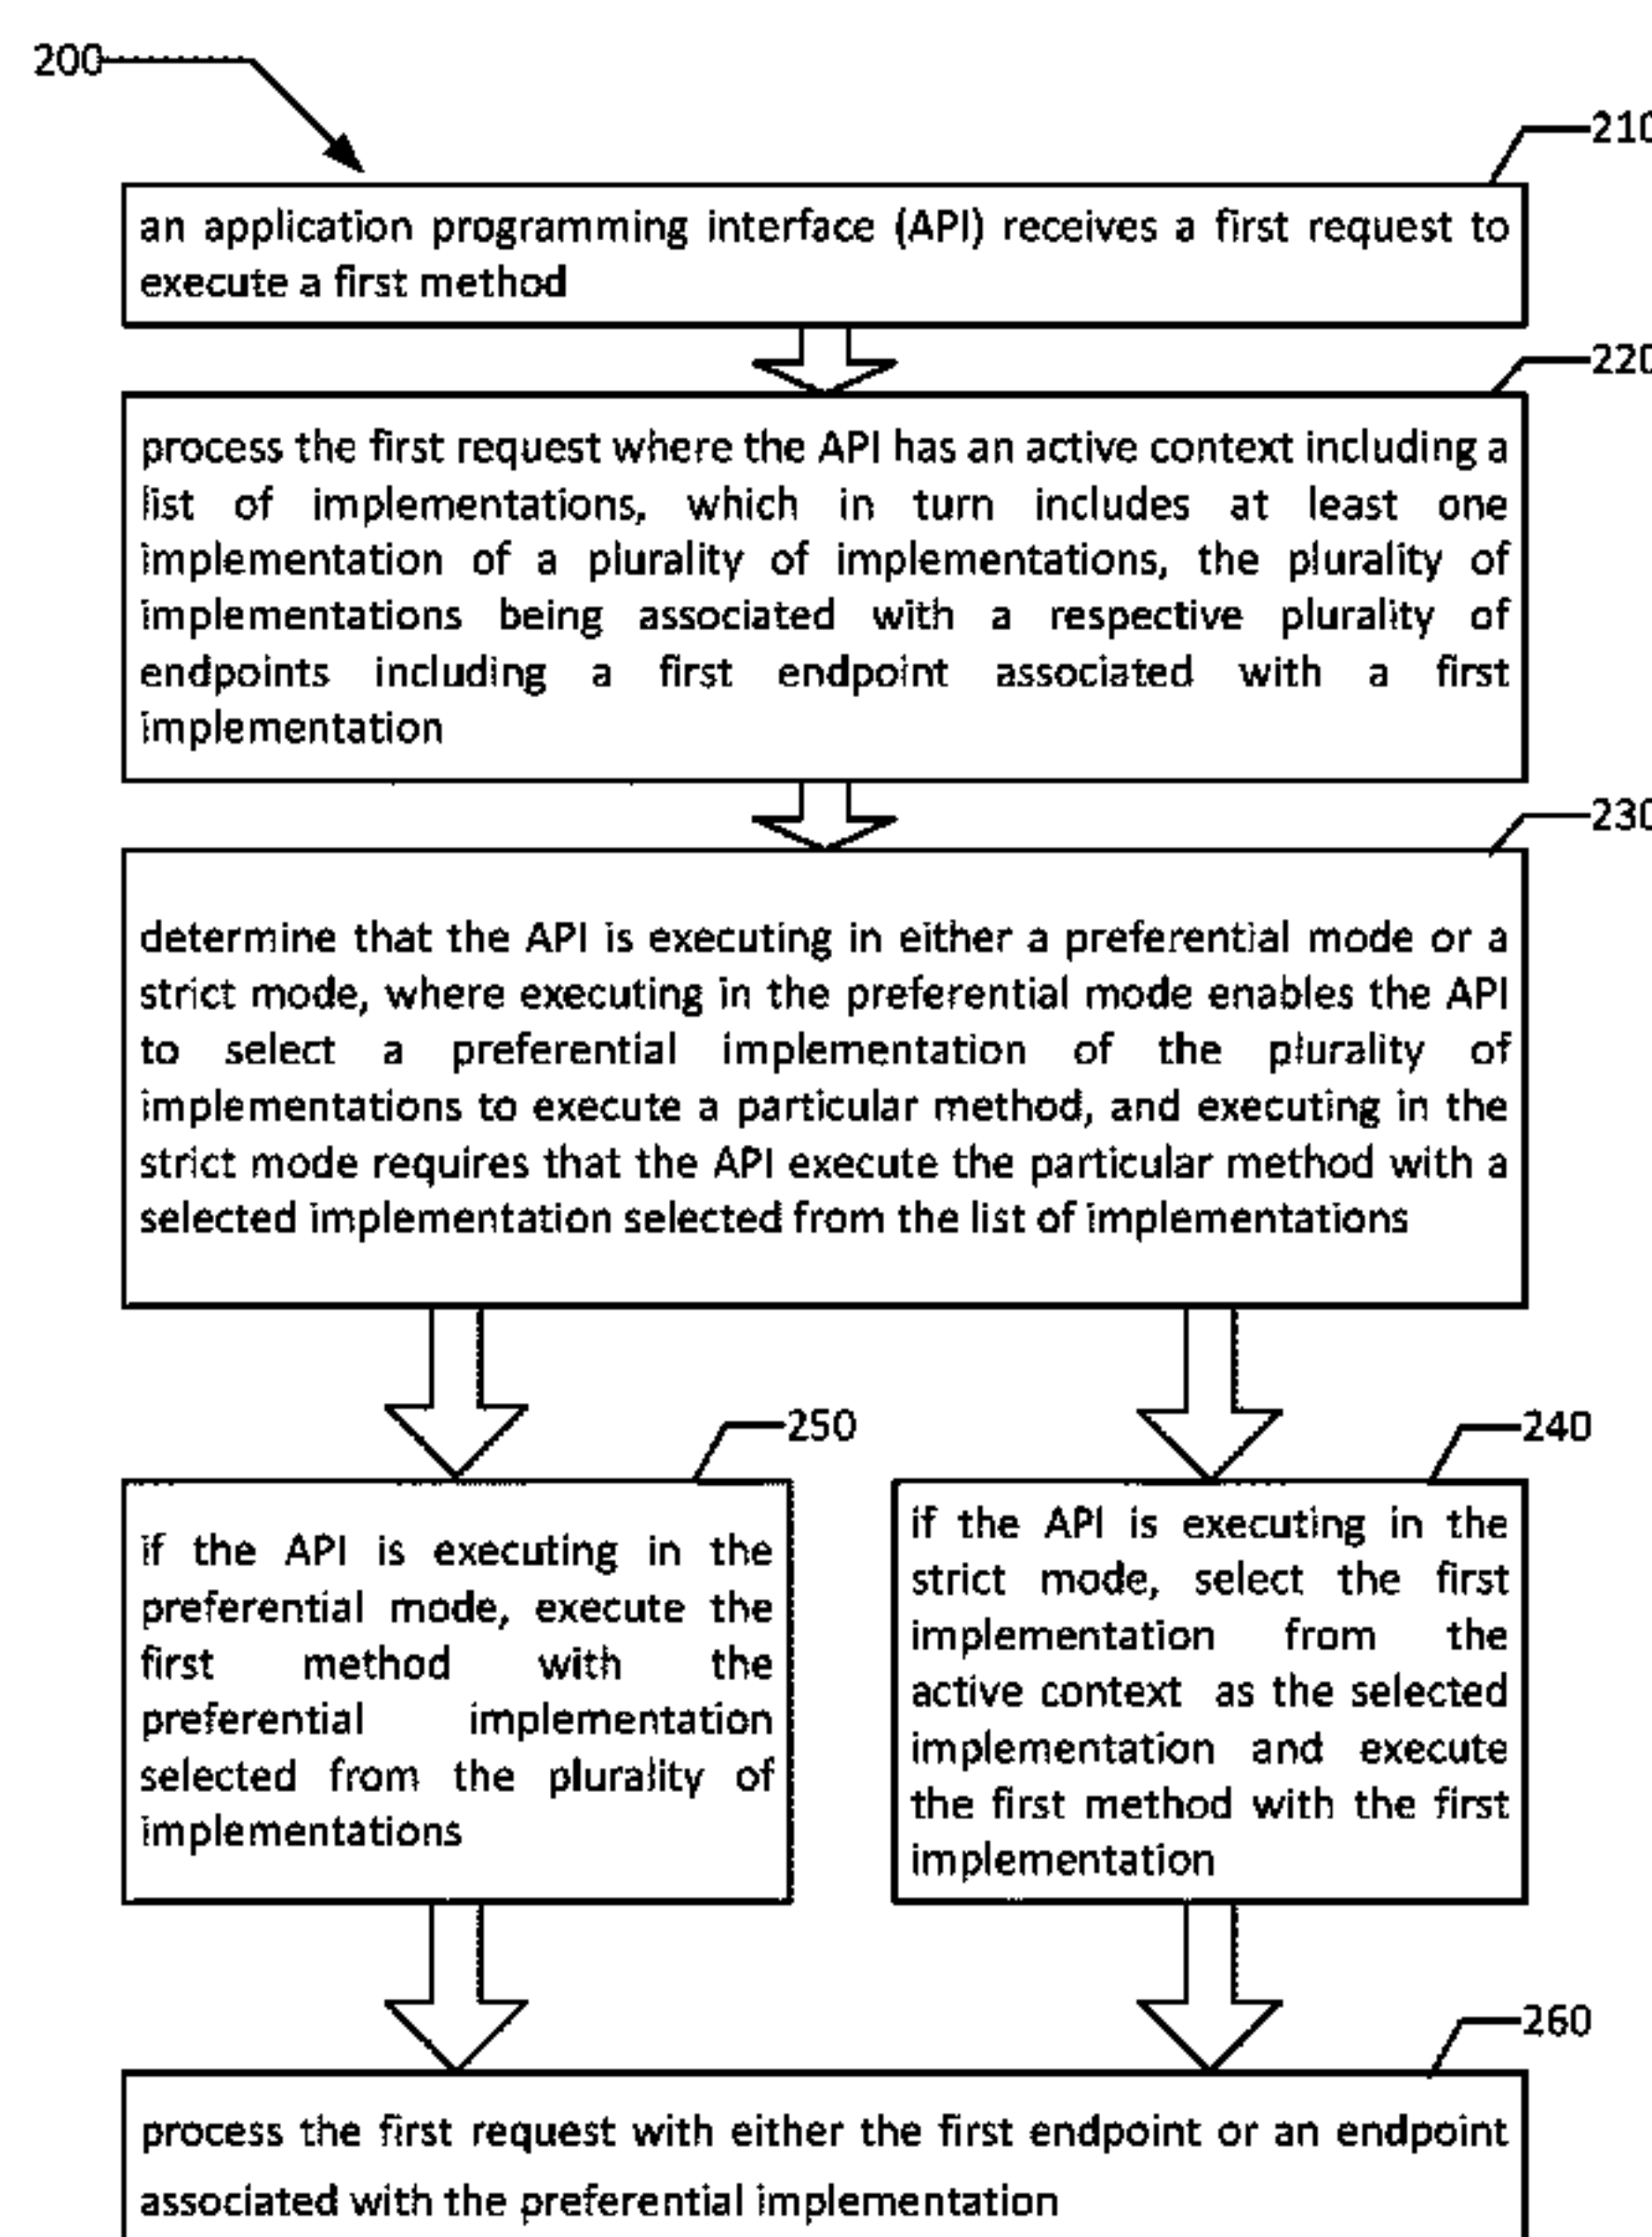 200
210
an application programming interface (API) receives a first request to
execute a first method
220
process the first request where the API has an active context including a
list of implementations, which in turn includes at least one
implementation of a plurality of implementations, the plurality of
implementations being associated with a respective plurality of
endpoints including a first endpoint associated with a first
implementation
230
determine that the API is executing in either a preferential mode or a
strict mode, where executing in the preferential mode enables the API
to select a preferential implementation of the plurality of
implementations to execute a particular method, and executing in the
strict mode requires that the API execute the particular method with a
selected implementation selected from the list of implementations
250
if the API is executing in the
preferential mode, execute the
first method with the
preferential implementation
selected from the plurality of
implementations
240
if the API is executing in the
strict mode, select the first
implementation from the
active context as the selected
implementation and execute
the first method with the first
implementation
260
process the first request with either the first endpoint or an endpoint
associated with the preferential implementation